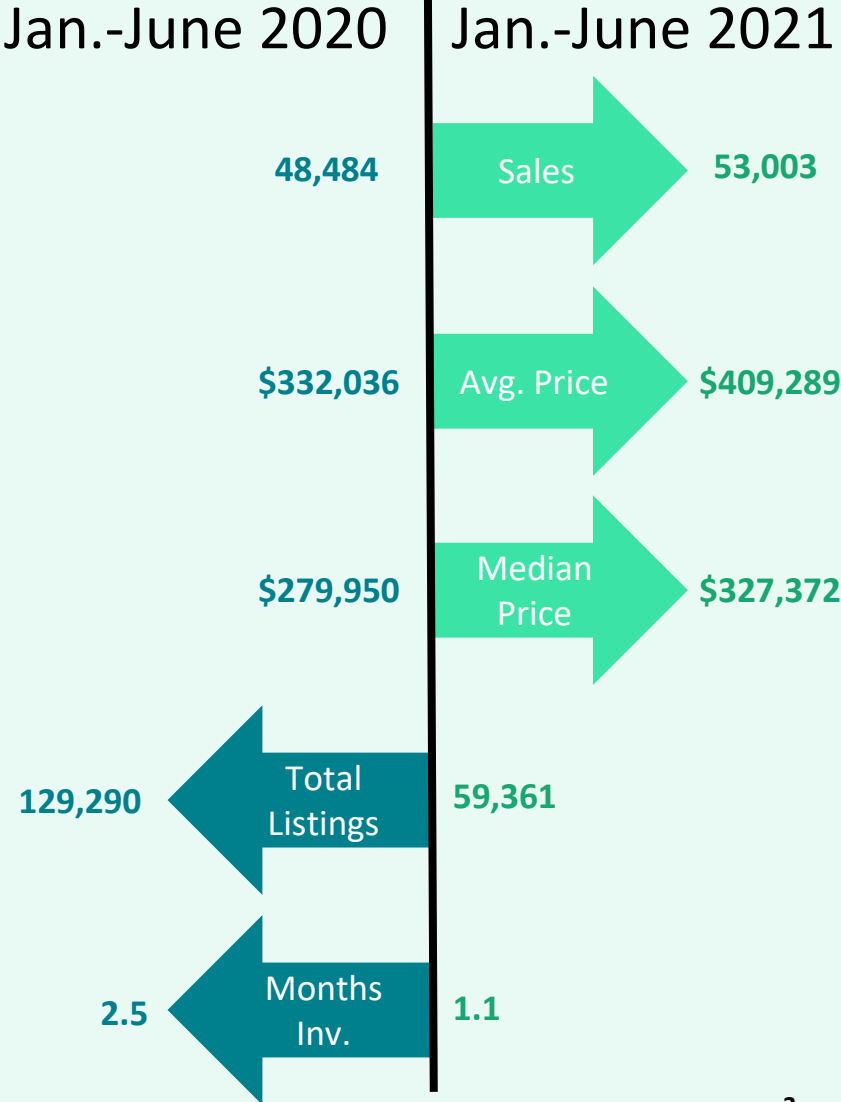 Jan.-June 2020
Jan.-June 2021
48,484
Sales
53,003
$332,036
Avg. Price
$409,289
$279,950
Median
Price
$327,372
129,290
Total
Listings
59,361
2.5
Months
Inv.
1.1